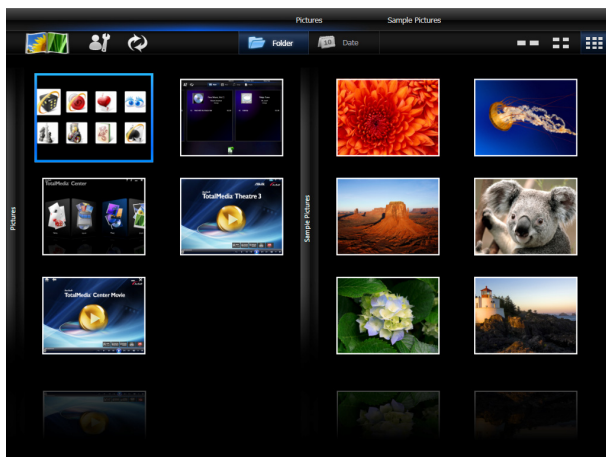 Pictures Sample Pictures
Folder
10 Date
Pictures
Sample Pictures
TotalMedia Center
TotalMedia Theatre 3
TotalMedia Center Movie